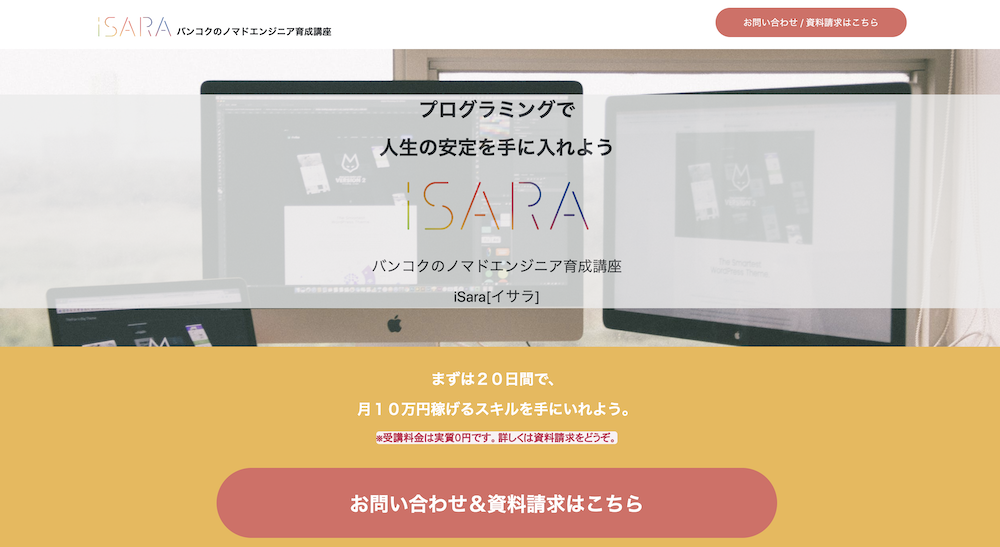 iSARA バンコクのノマドエンジニア育成講座
お問い合わせ / 資料請求はこちら
プログラミングで
人生の安定を手に入れよう
iSARA
バンコクのノマドエンジニア育成講座
iSara[イサラ]
まずは２０日間で、
月１０万円稼げるスキルを手にいれよう。
※受講料金は実質0円です。詳しくは資料請求をどうぞ。
お問い合わせ＆資料請求はこちら